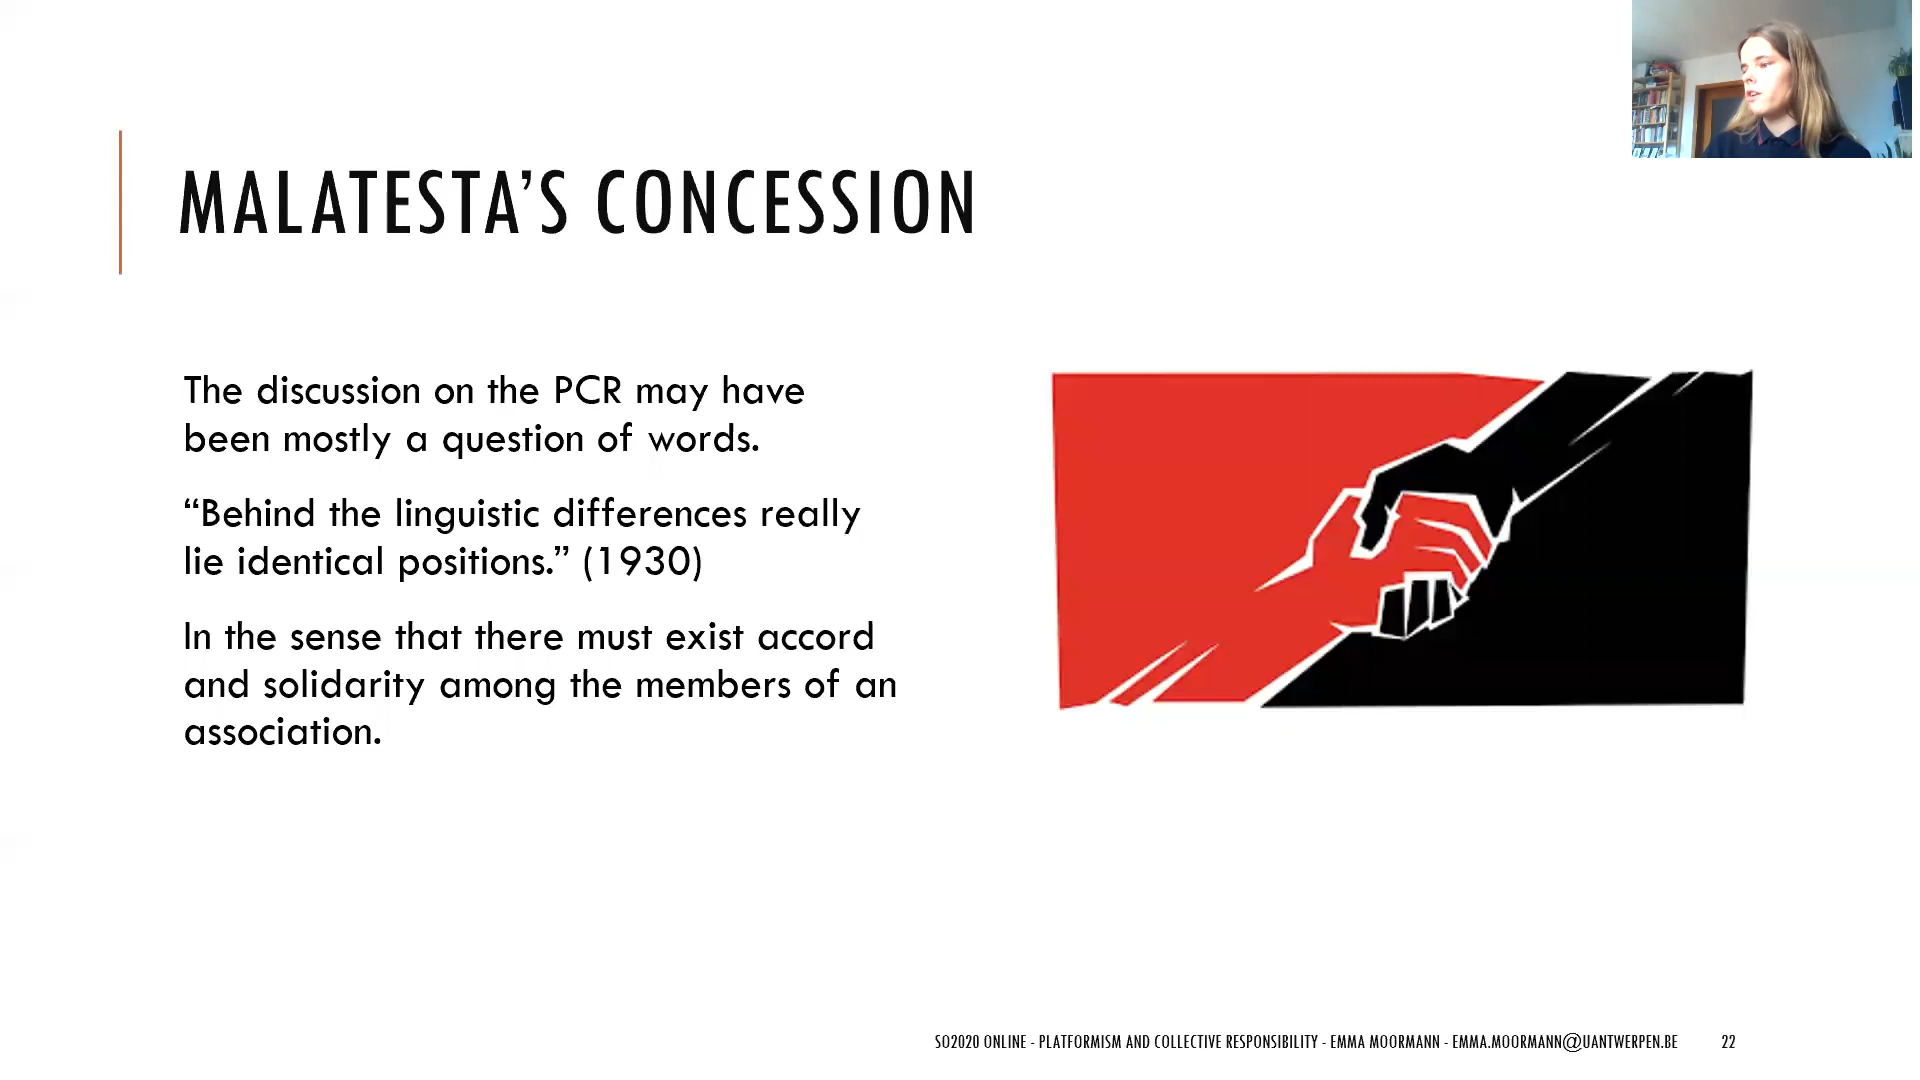 MALATESTA’S CONCESSION
The discussion on the PCR may have
been mostly a question of words.
“Behind the linguistic differences really
lie identical positions.” (1930)
In the sense that there must exist accord
and solidarity among the members of an
association.
SO2020 ONLINE - PLATFORMISM AND COLLECTIVE RESPONSIBILITY - EMMA MOORMANN - EMMA.MOORMANN@UANTWERPEN.BE 22